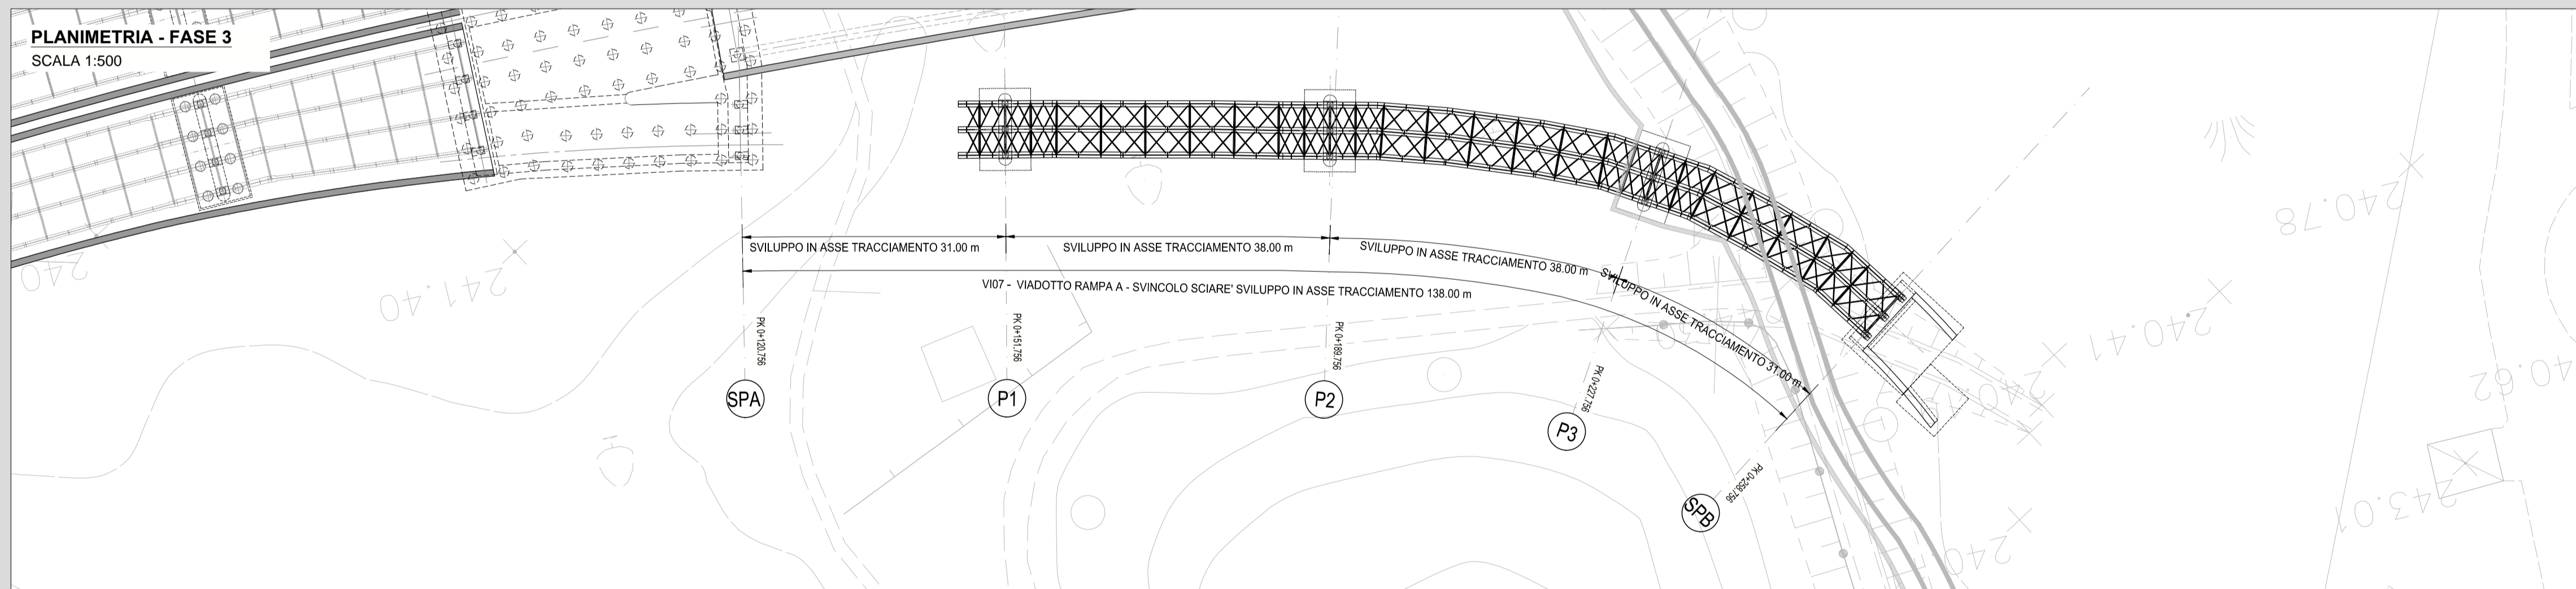 PLANIMETRIA - FASE 3
SCALA 1:500
SVILUPPO IN ASSE TRACCIAMENTO 31.00 m
SVILUPPO IN ASSE TRACCIAMENTO 38.00 m
SVILUPPO IN ASSE TRACCIAMENTO 38.00 m
SVILUPPO IN ASSE TRACCIAMENTO 31.00 m
VI07 - VIADOTTO RAMPA A - SVINCOLO SCIARE' SVILUPPO IN ASSE TRACCIAMENTO 138.00 m
PK 0+120.756
PK 0+151.756
PK 0+189.756
PK 0+227.756
PK 0+258.756
SPA
P1
P2
P3
SPB
240
241.40
240.78
240.41
40.62
243.01
240